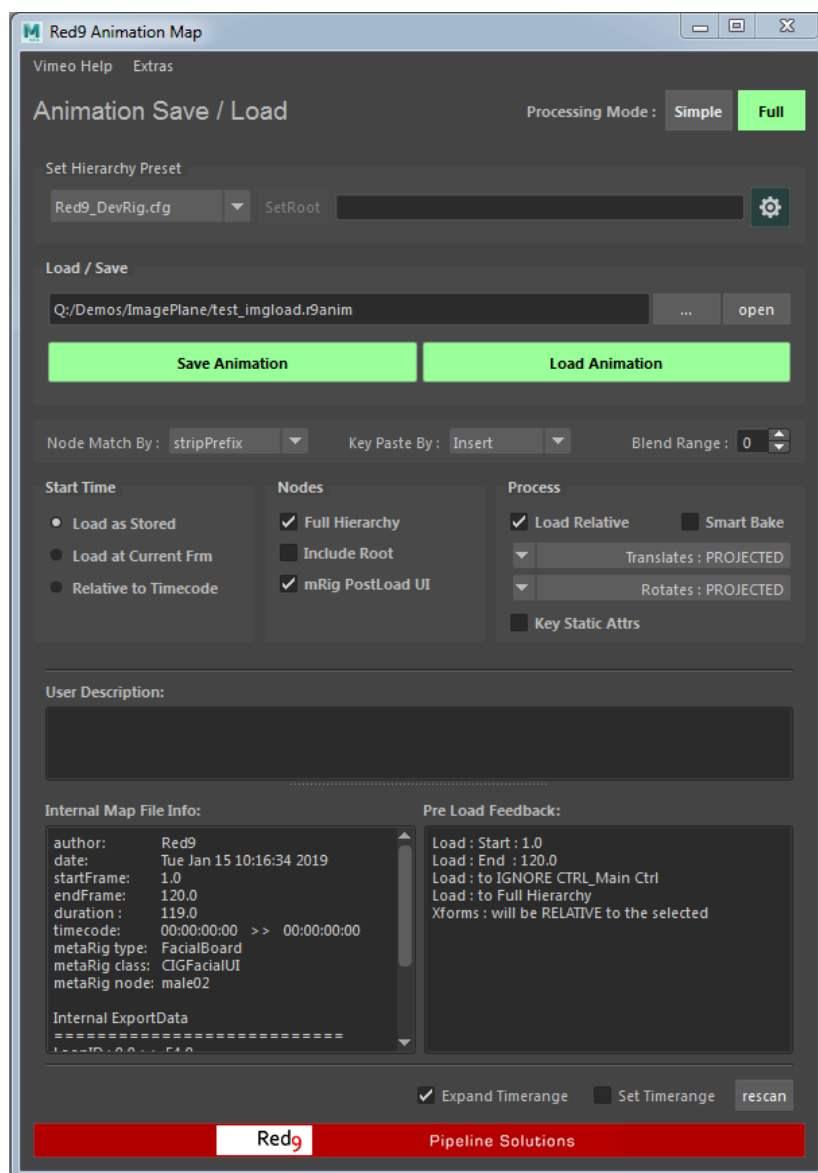 Red9 Animation Map
Vimeo Help Extras
Animation Save / Load Processing Mode : Simple Full
Set Hierarchy Preset
Red9_DevRig.cfg SetRoot
Load / Save
Q:/Demos/ImagePlane/test_imgload.r9anim ... open
Save Animation Load Animation
Node Match By : stripPrefix Key Paste By : Insert Blend Range : 0
Start Time Nodes Process
Load as Stored Full Hierarchy Load Relative Smart Bake
Load at Current Frm Include Root Translates : PROJECTED
Relative to Timecode mRig PostLoad UI Rotates : PROJECTED
Key Static Attrs
User Description:
Internal Map File Info:
author: Red9
date: Tue Jan 15 10:16:34 2019
startFrame: 1.0
endFrame: 120.0
duration : 119.0
timecode: 00:00:00:00 >> 00:00:00:00
metaRig type: FacialBoard
metaRig class: CIGFacialUI
metaRig node: male02
Internal ExportData
===========================
Pre Load Feedback:
Load : Start : 1.0
Load : End : 120.0
Load : to IGNORE CTRL_Main Ctrl
Load : to Full Hierarchy
Xforms : will be RELATIVE to the selected
Expand Timerange Set Timerange rescan
Red9 Pipeline Solutions